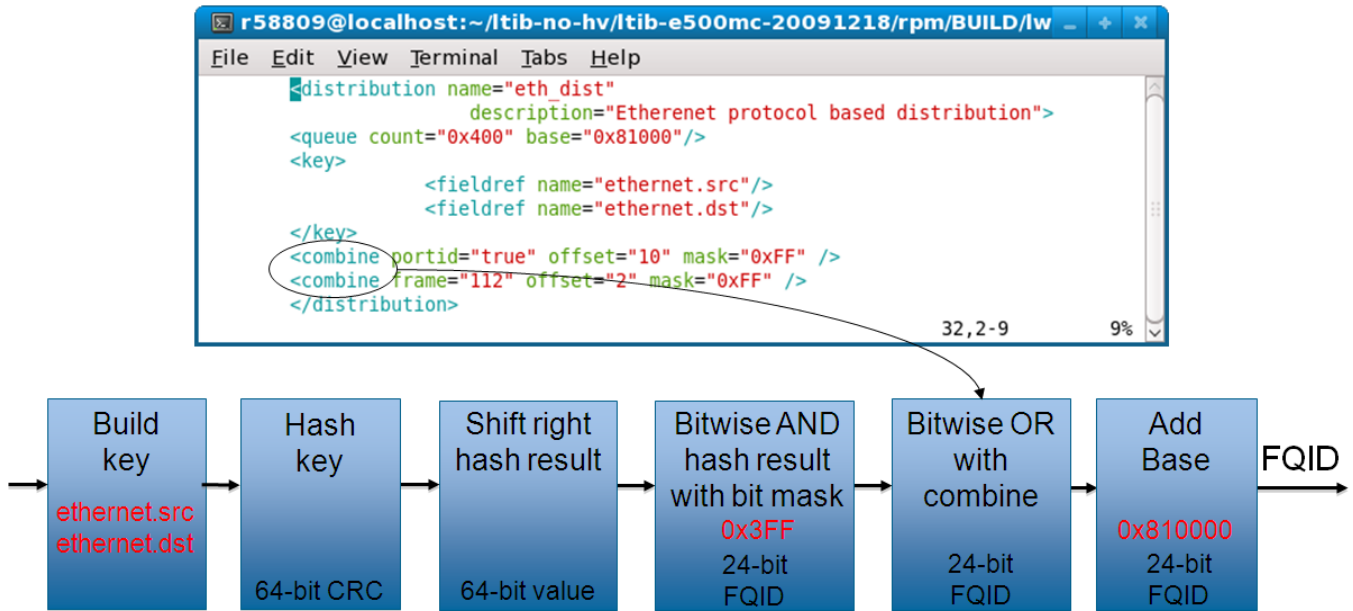 r58809@localhost:~/ltib-no-hv/ltib-e500mc-20091218/rpm/BUILD/lw
File Edit View Terminal Tabs Help
<distribution name="eth_dist"
description="Etherenet protocol based distribution">
<queue count="0x400" base="0x81000"/>
<key>
<fieldref name="ethernet.src"/>
<fieldref name="ethernet.dst"/>
</key>
<combine portid="true" offset="10" mask="0xFF" />
<combine frame="112" offset="2" mask="0xFF" />
</distribution>
32,2-9 9%
Build
key
ethernet.src
ethernet.dst
Hash
key
64-bit CRC
Shift right
hash result
64-bit value
Bitwise AND
hash result
with bit mask
0x3FF
24-bit
FQID
Bitwise OR
with
combine
24-bit
FQID
Add
Base
0x810000
24-bit
FQID
FQID